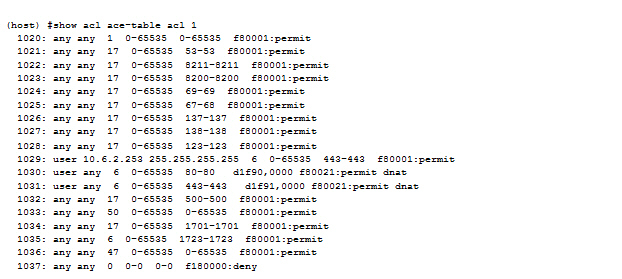 (host) $show acl ace-table acl 1
1020: any any 1 0-65535 0-65535 f80001:permit
1021: any any 17 0-65535 53-53 f80001:permit
1022: any any 17 0-65535 8211-8211 f80001:permit
1023: any any 17 0-65535 8200-8200 f80001:permit
1024: any any 17 0-65535 69-69 f80001:permit
1025: any any 17 0-65535 67-68 f80001:permit
1026: any any 17 0-65535 137-137 f80001:permit
1027: any any 17 0-65535 138-138 f80001:permit
1028: any any 17 0-65535 123-123 f80001:permit
1029: user 10.6.2.253 255.255.255.255 6 0-65535 443-443 f80001:permit
1030: user any 6 0-65535 80-80 d1f90,0000 f80021:permit dnat
1031: user any 6 0-65535 443-443 d1f91,0000 f80021:permit dnat
1032: any any 17 0-65535 500-500 f80001:permit
1033: any any 50 0-65535 0-65535 f80001:permit
1034: any any 17 0-65535 1701-1701 f80001:permit
1035: any any 6 0-65535 1723-1723 f80001:permit
1036: any any 47 0-65535 0-65535 f80001:permit
1037: any any 0 0-0 0-0 f180000:deny